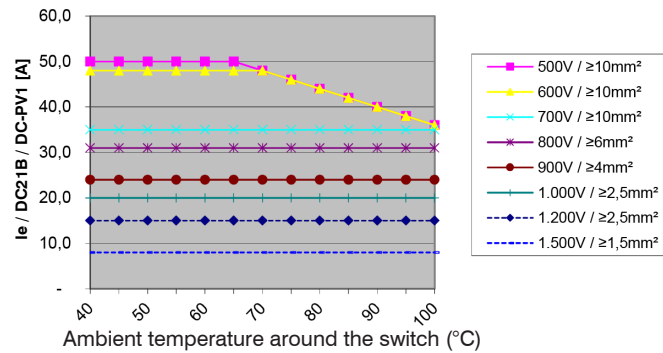 Ie / DC21B / DC-PV1 [A]
60,0
50,0
40,0
30,0
20,0
10,0
-
40
50
60
70
80
90
100
Ambient temperature around the switch (°C)
500V / ≥10mm²
600V / ≥10mm²
700V / ≥10mm²
800V / ≥6mm²
900V / ≥4mm²
1.000V / ≥2,5mm²
1.200V / ≥2,5mm²
1.500V / ≥1,5mm²